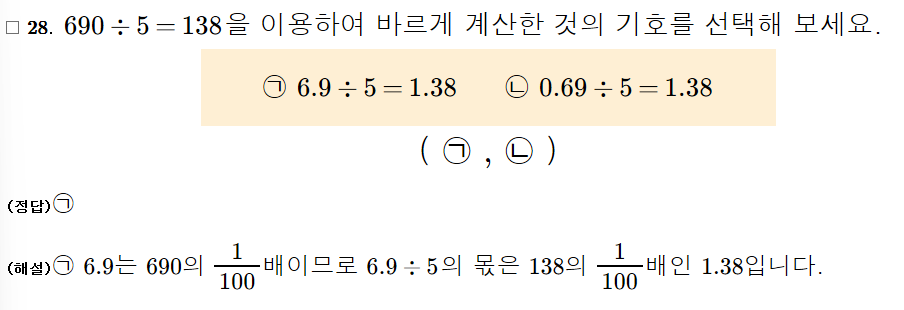 □ 28. 690 ÷ 5 = 138을 이용하여 바르게 계산한 것의 기호를 선택해 보세요.
㉠ 6.9 ÷ 5 = 1.38 ㉡ 0.69 ÷ 5 = 1.38
( ㉠ , ㉡ )
(정답)㉠
(해설)㉠ 6.9는 690의 1/100배이므로 6.9 ÷ 5의 몫은 138의 1/100배인 1.38입니다.